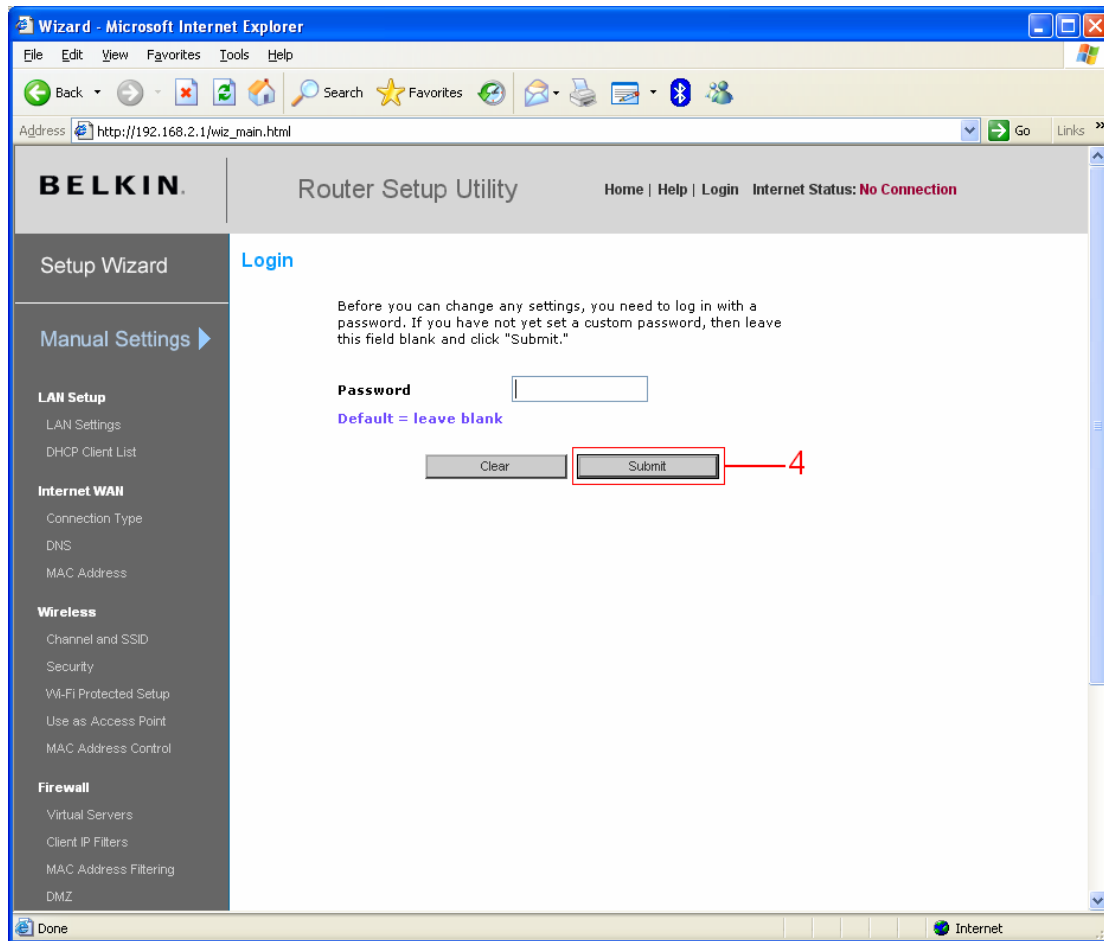 Wizard - Microsoft Internet Explorer
File Edit View Favorites Tools Help
Back Search Favorites
Address http://192.168.2.1/wiz_main.html Go Links »
BELKIN. Router Setup Utility Home | Help | Login Internet Status: No Connection
Setup Wizard
Manual Settings
LAN Setup
LAN Settings
DHCP Client List
Internet WAN
Connection Type
DNS
MAC Address
Wireless
Channel and SSID
Security
Wi-Fi Protected Setup
Use as Access Point
MAC Address Control
Firewall
Virtual Servers
Client IP Filters
MAC Address Filtering
DMZ
Login
Before you can change any settings, you need to log in with a
password. If you have not yet set a custom password, then leave
this field blank and click "Submit."
Password
Default = leave blank
Clear Submit 4
Done Internet